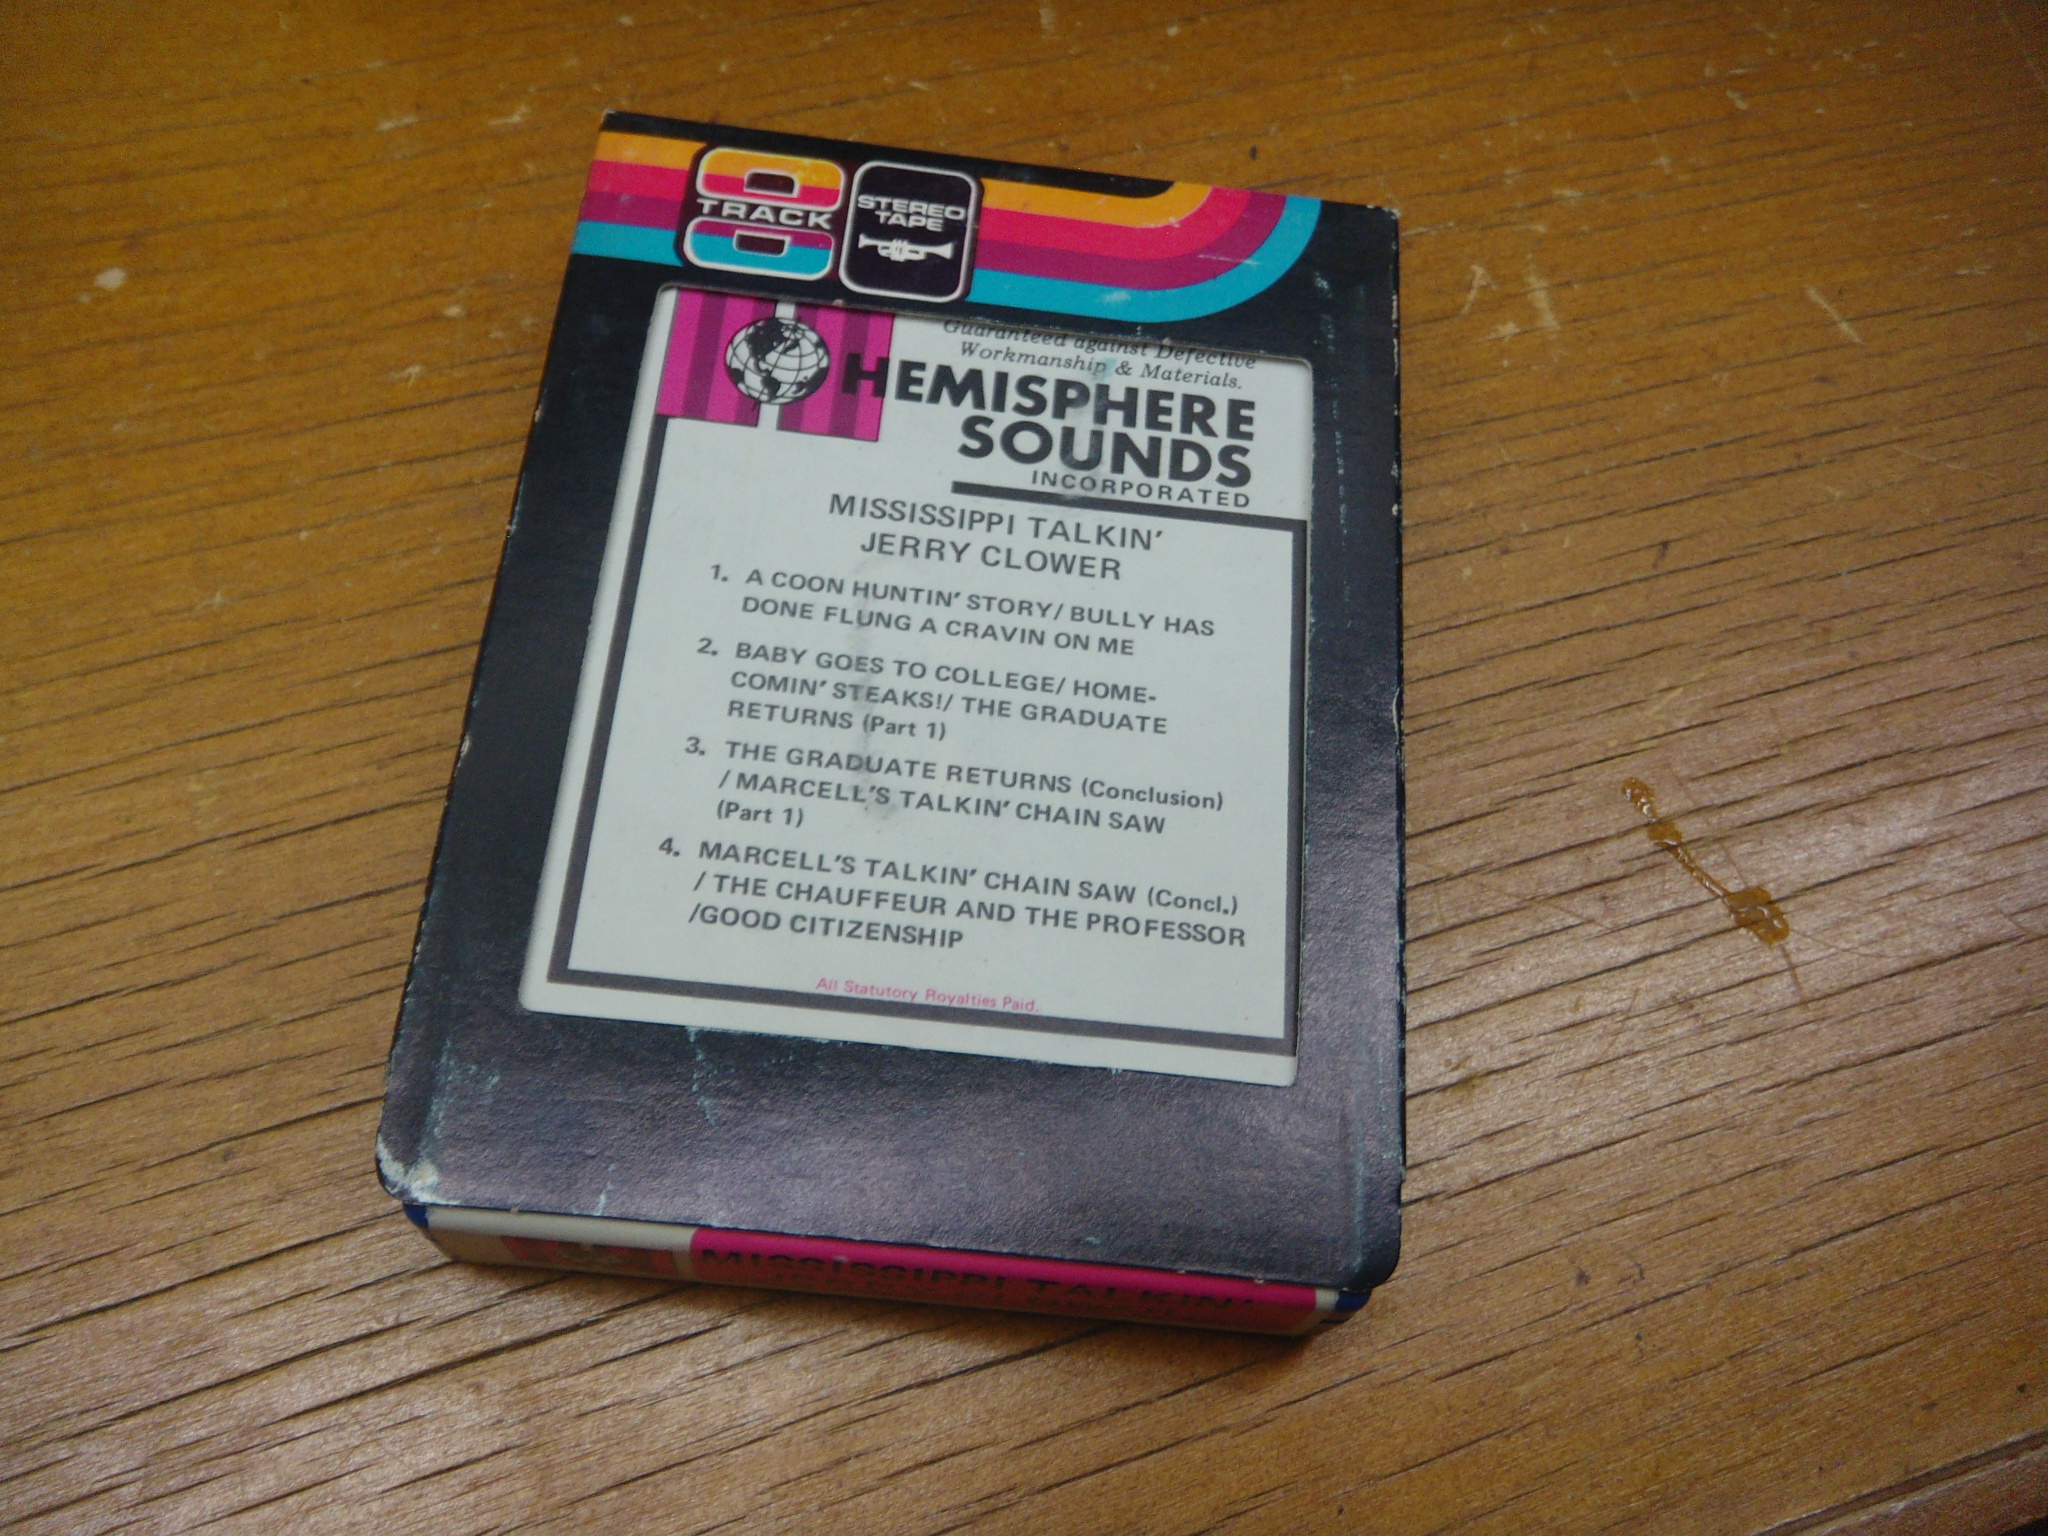 8
TRACK
STEREO
TAPE
Guaranteed against Defective
Workmanship & Materials.
HEMISPHERE
SOUNDS
INCORPORATED
MISSISSIPPI TALKIN'
JERRY CLOWER
1. A COON HUNTIN' STORY/ BULLY HAS
DONE FLUNG A CRAVIN ON ME
2. BABY GOES TO COLLEGE/ HOME-
COMIN' STEAKS!/ THE GRADUATE
RETURNS (Part 1)
3. THE GRADUATE RETURNS (Conclusion)
/ MARCELL'S TALKIN' CHAIN SAW
(Part 1)
4. MARCELL'S TALKIN' CHAIN SAW (Concl.)
/ THE CHAUFFEUR AND THE PROFESSOR
/GOOD CITIZENSHIP
All Statutory Royalties Paid.
MISSISSIPPI TALKIN'